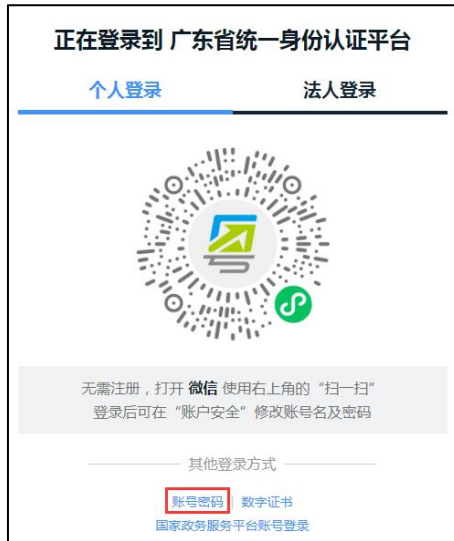 正在登录到 广东省统一身份认证平台
个人登录 法人登录
无需注册，打开 微信 使用右上角的“扫一扫”
登录后可在“账户安全”修改账号名及密码
其他登录方式
账号密码 | 数字证书
国家政务服务平台账号登录